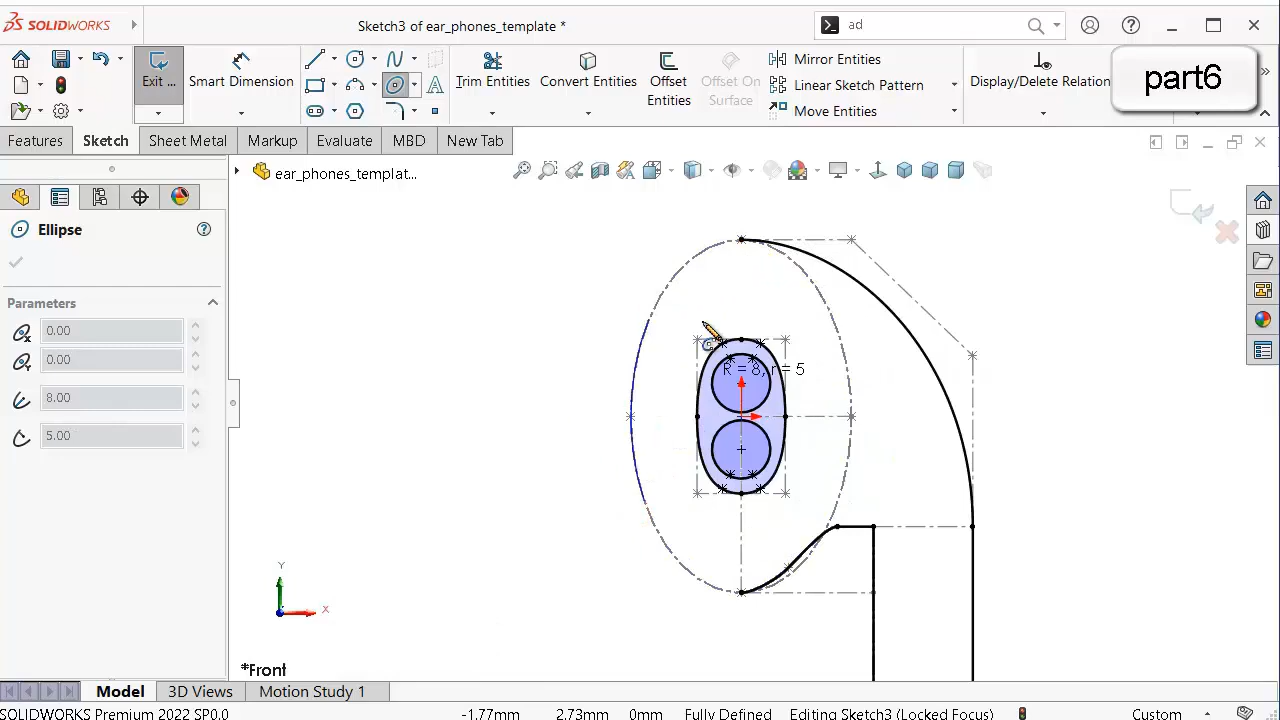 SOLIDWORKS
Sketch3 of ear_phones_template *
ad
Exit ...
Smart Dimension
Trim Entities
Convert Entities
Offset
Entities
Offset On
Surface
Mirror Entities
Linear Sketch Pattern
Move Entities
Display/Delete Relation
part6
Features
Sketch
Sheet Metal
Markup
Evaluate
MBD
New Tab
ear_phones_templat...
Ellipse
Parameters
0.00
0.00
8.00
5.00
R = 8, r = 5
Y
X
*Front
Model
3D Views
Motion Study 1
SOLIDWORKS Premium 2022 SP0.0
-1.77mm
2.73mm
0mm
Fully Defined
Editing Sketch3 (Locked Focus)
Custom